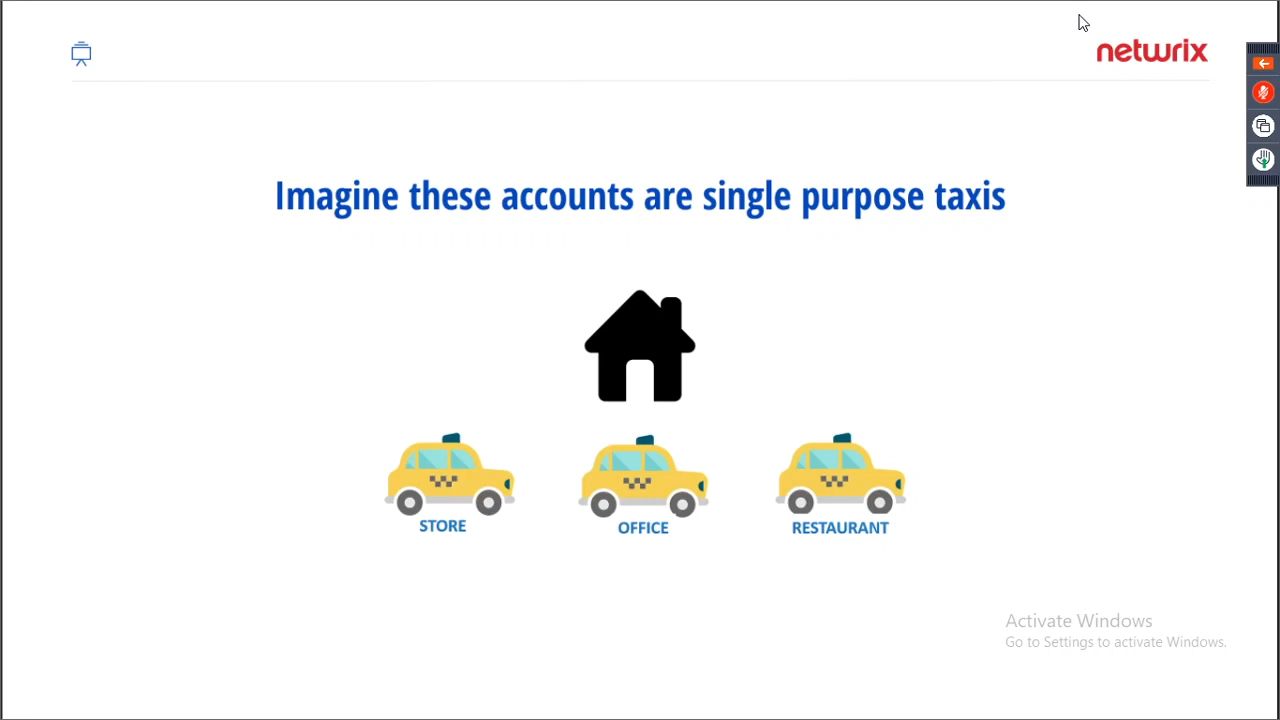 netwrix
Imagine these accounts are single purpose taxis
STORE
OFFICE
RESTAURANT
Activate Windows
Go to Settings to activate Windows.